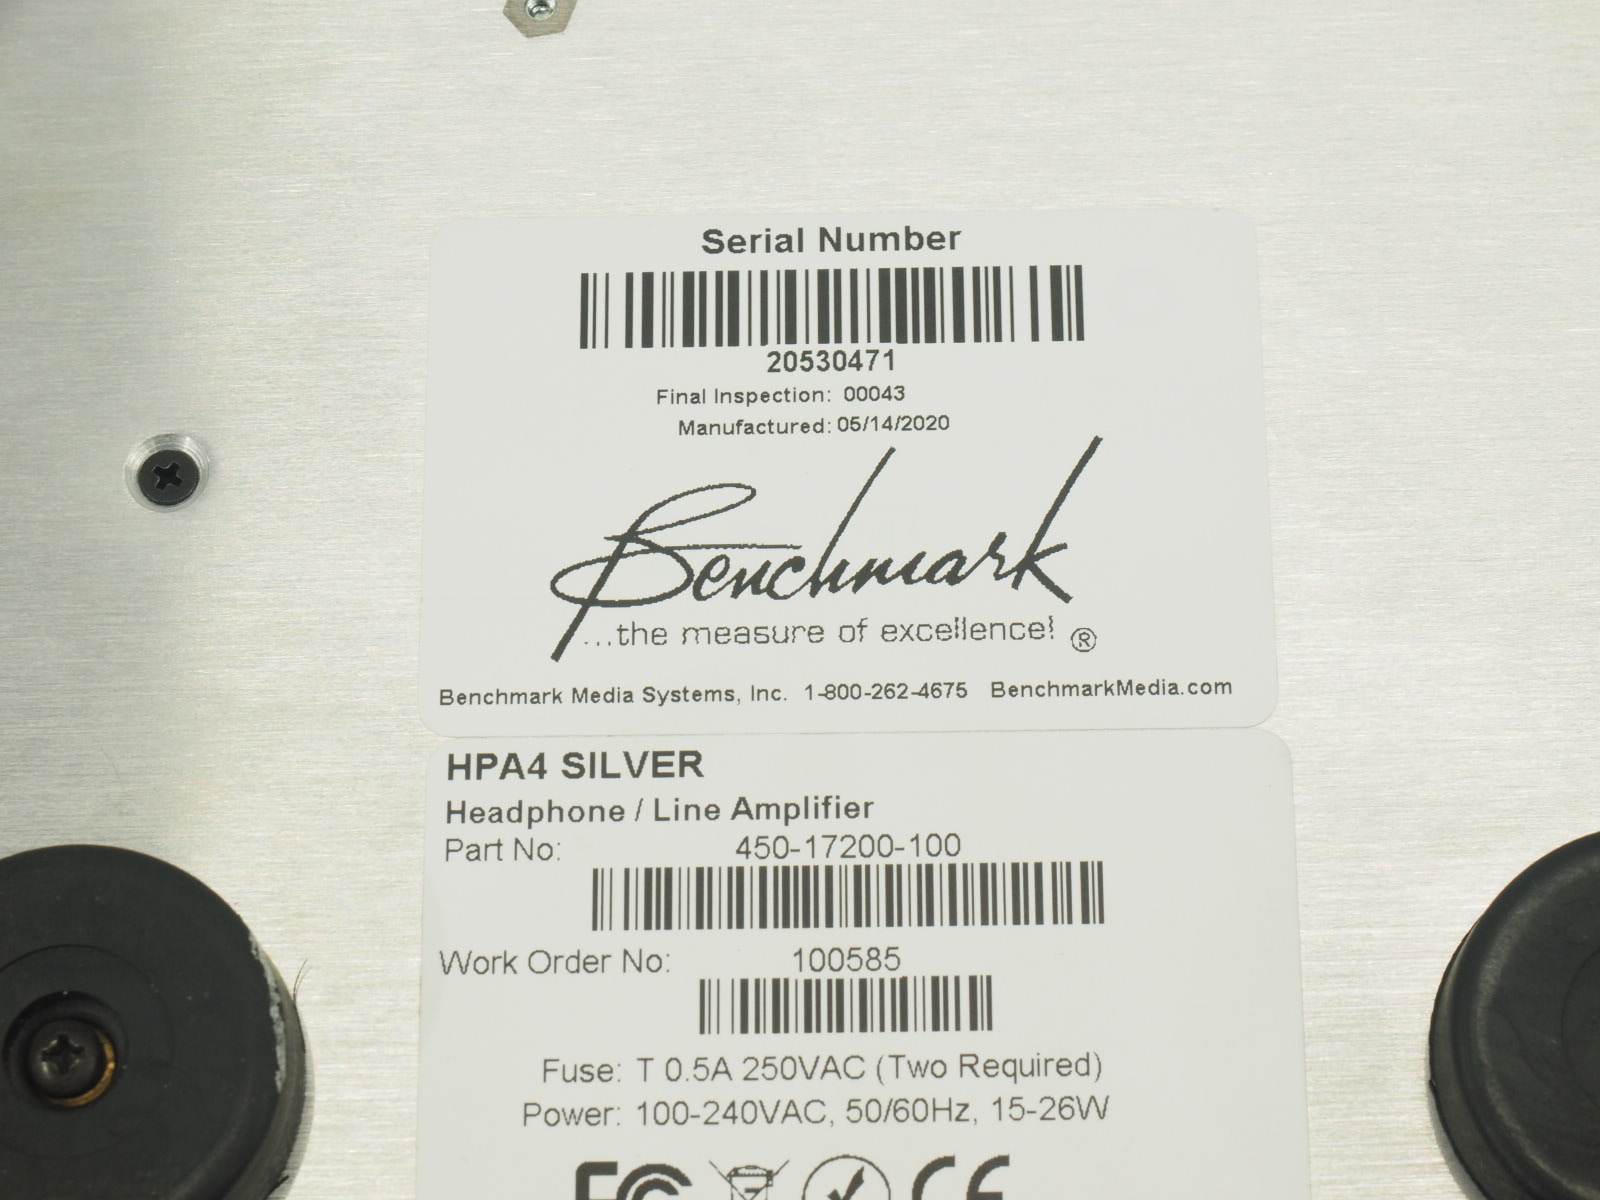 Serial Number
20530471
Final Inspection: 00043
Manufactured: 05/14/2020
Benchmark
...the measure of excellence! ®
Benchmark Media Systems, Inc. 1-800-262-4675 BenchmarkMedia.com
HPA4 SILVER
Headphone / Line Amplifier
Part No: 450-17200-100
Work Order No: 100585
Fuse: T 0.5A 250VAC (Two Required)
Power: 100-240VAC, 50/60Hz, 15-26W
FC CE